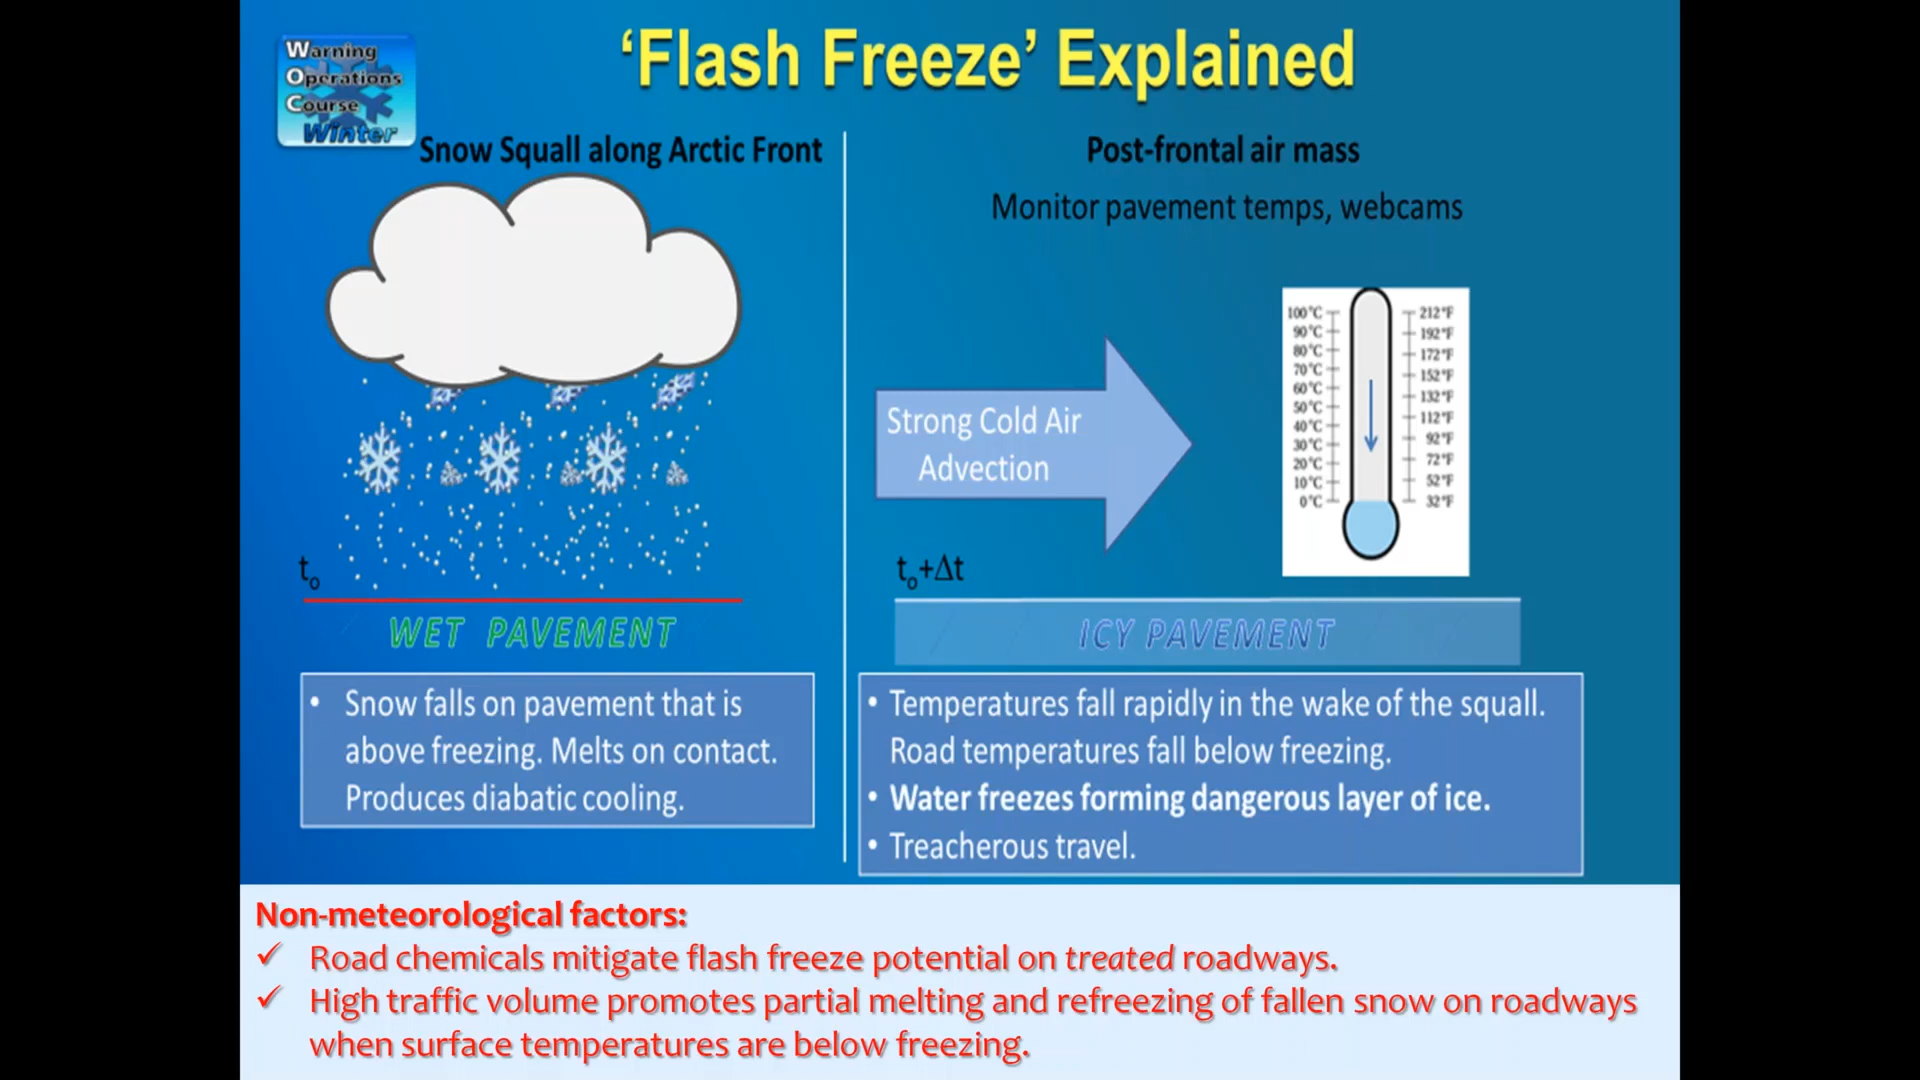 Warning
Operations
Course
Winter
‘Flash Freeze’ Explained
Snow Squall along Arctic Front
Post-frontal air mass
Monitor pavement temps, webcams
Strong Cold Air
Advection
100°C
90°C
80°C
70°C
60°C
50°C
40°C
30°C
20°C
10°C
0°C
212°F
192°F
172°F
152°F
132°F
112°F
92°F
72°F
52°F
32°F
to
to+Δt
WET PAVEMENT
ICY PAVEMENT
• Snow falls on pavement that is
above freezing. Melts on contact.
Produces diabatic cooling.
• Temperatures fall rapidly in the wake of the squall.
Road temperatures fall below freezing.
• Water freezes forming dangerous layer of ice.
• Treacherous travel.
Non-meteorological factors:
✓ Road chemicals mitigate flash freeze potential on treated roadways.
✓ High traffic volume promotes partial melting and refreezing of fallen snow on roadways
when surface temperatures are below freezing.